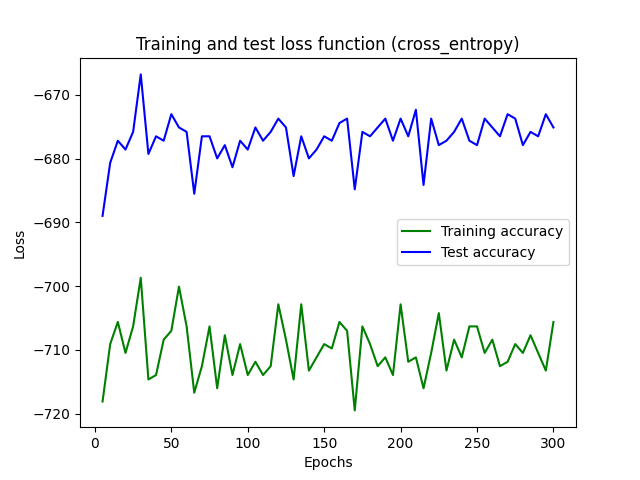 Training and test loss function (cross_entropy)
−670
−680
−690
−700
−710
−720
Loss
Training accuracy
Test accuracy
0
50
100
150
200
250
300
Epochs